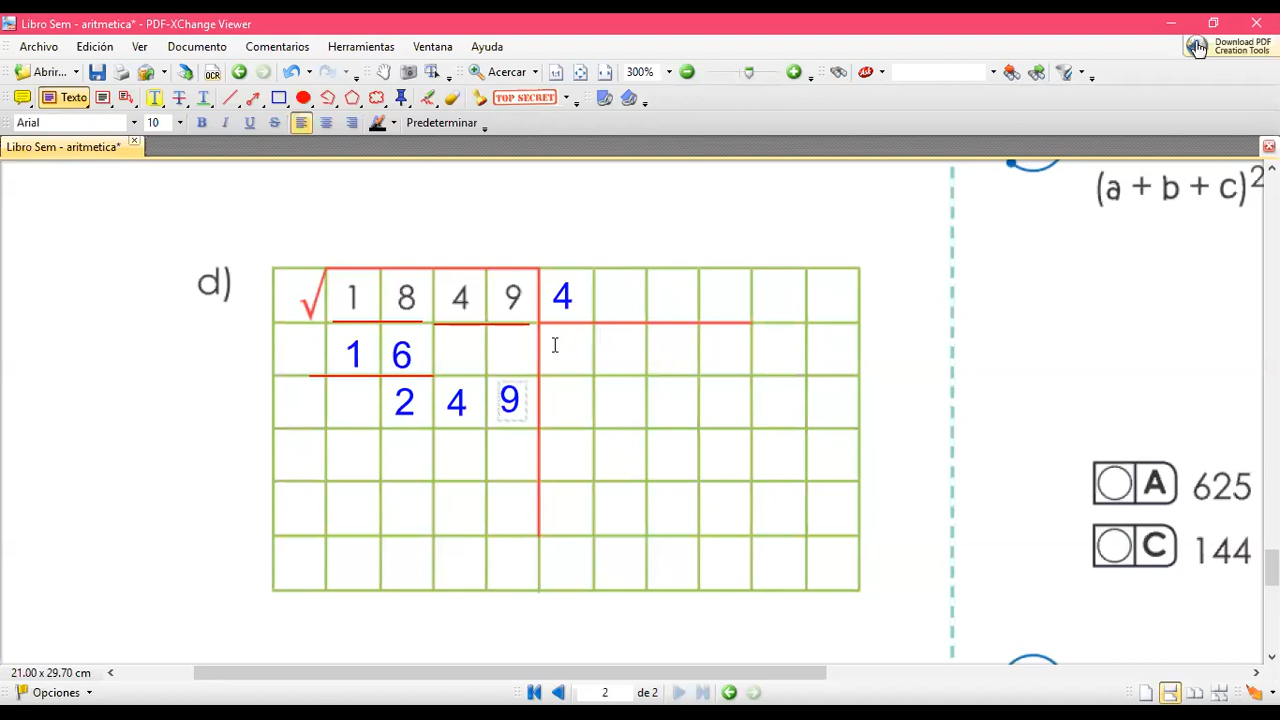 Libro Sem - aritmetica* - PDF-XChange Viewer
Archivo Edición Ver Documento Comentarios Herramientas Ventana Ayuda
Download PDF
Creation Tools
Abrir... OCR Acercar 1:1 300%
Texto TOP SECRET
Arial 10 B I U S Predeterminar
Libro Sem - aritmetica*
(a + b + c)2
d) √ 1 8 4 9 4
1 6
2 4 9
A 625
C 144
21.00 x 29.70 cm
Opciones 2 de 2